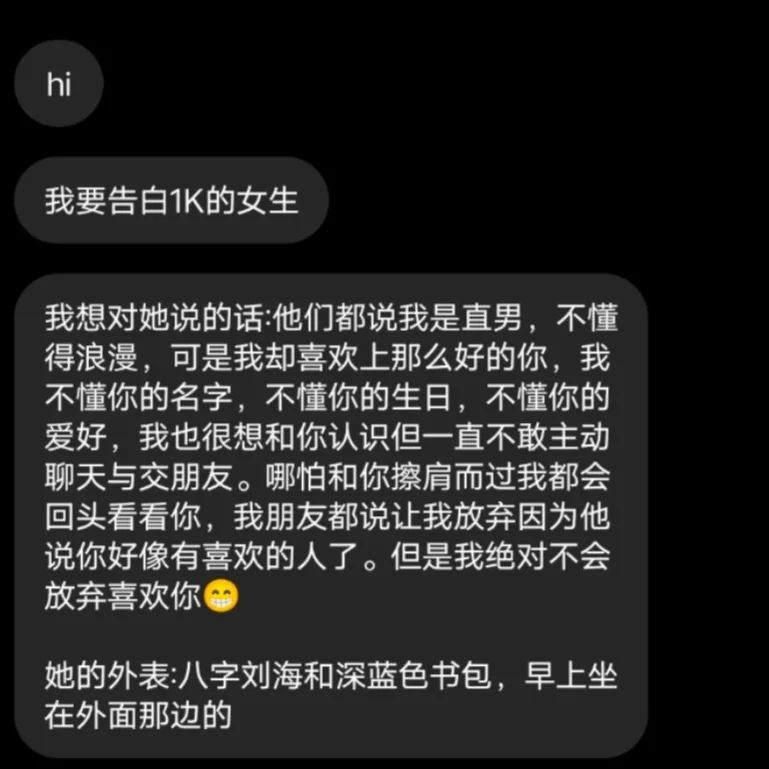 hi
我要告白1K的女生
我想对她说的话:他们都说我是直男，不懂
得浪漫，可是我却喜欢上那么好的你，我
不懂你的名字，不懂你的生日，不懂你的
爱好，我也很想和你认识但一直不敢主动
聊天与交朋友。哪怕和你擦肩而过我都会
回头看看你，我朋友都说让我放弃因为他
说你好像有喜欢的人了。但是我绝对不会
放弃喜欢你😁
她的外表:八字刘海和深蓝色书包，早上坐
在外面那边的